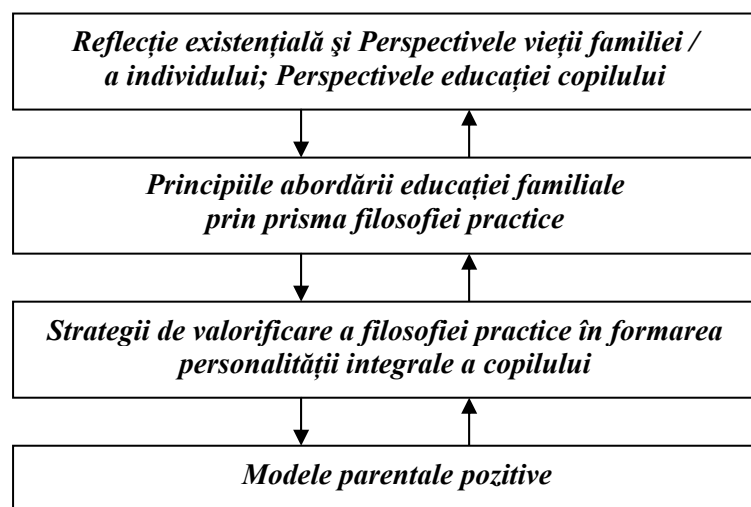 Reflecție existențială şi Perspectivele vieții familiei /
a individului; Perspectivele educației copilului
Principiile abordării educației familiale
prin prisma filosofiei practice
Strategii de valorificare a filosofiei practice în formarea
personalității integrale a copilului
Modele parentale pozitive